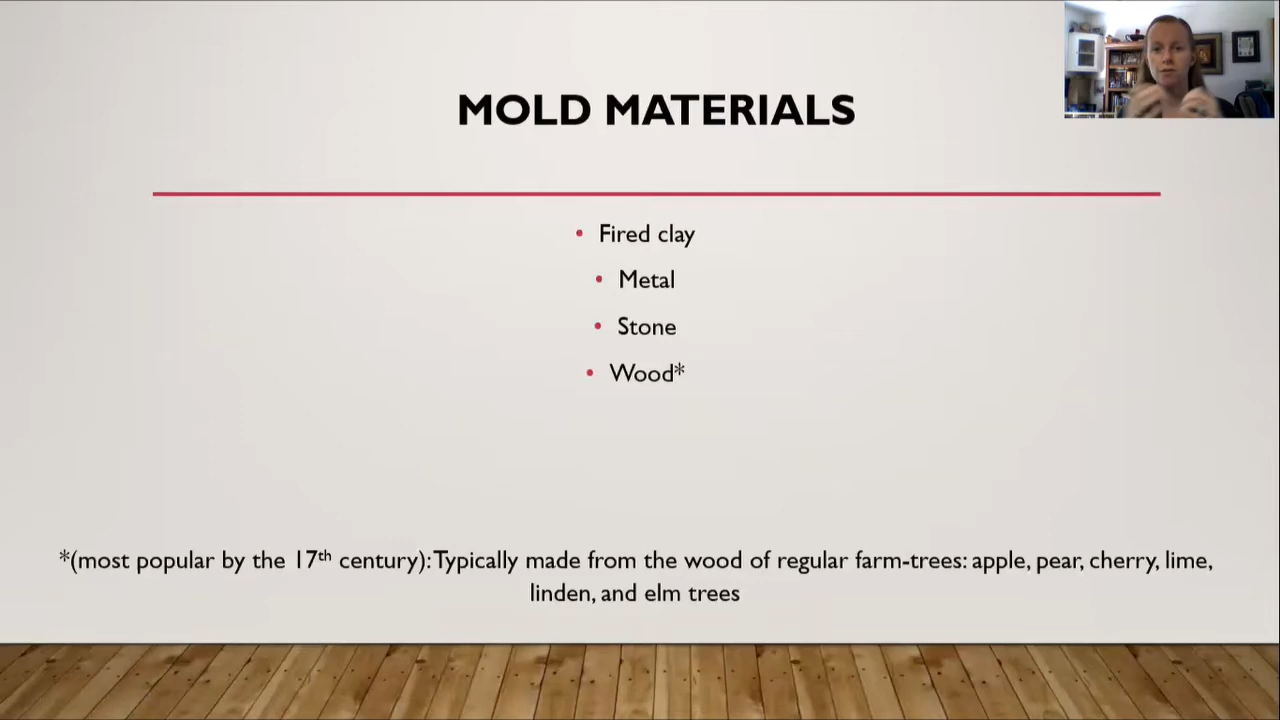 MOLD MATERIALS
• Fired clay
• Metal
• Stone
• Wood*
*(most popular by the 17th century): Typically made from the wood of regular farm-trees: apple, pear, cherry, lime,
linden, and elm trees